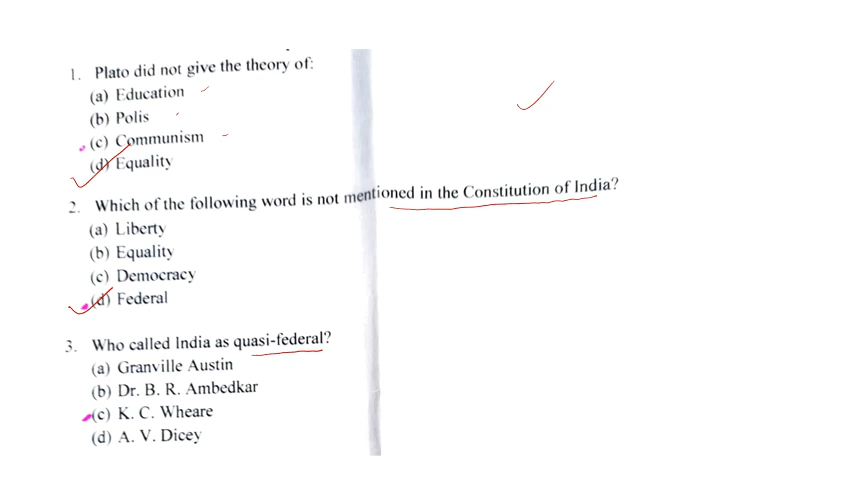 1. Plato did not give the theory of:
(a) Education
(b) Polis
(c) Communism
(d) Equality
2. Which of the following word is not mentioned in the Constitution of India?
(a) Liberty
(b) Equality
(c) Democracy
(d) Federal
3. Who called India as quasi-federal?
(a) Granville Austin
(b) Dr. B. R. Ambedkar
(c) K. C. Wheare
(d) A. V. Dicey